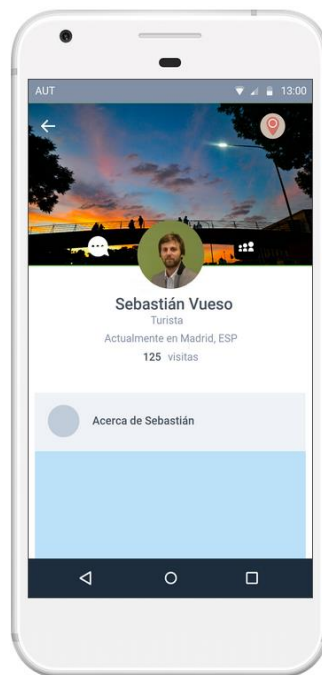 AUT 13:00
Sebastián Vueso
Turista
Actualmente en Madrid, ESP
125 visitas
Acerca de Sebastián